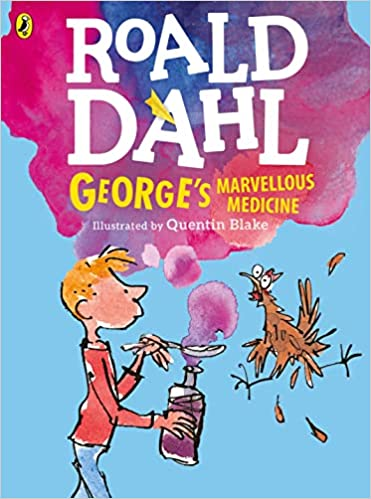 ROALD
DAHL
GEORGE'S MARVELLOUS
MEDICINE
Illustrated by Quentin Blake